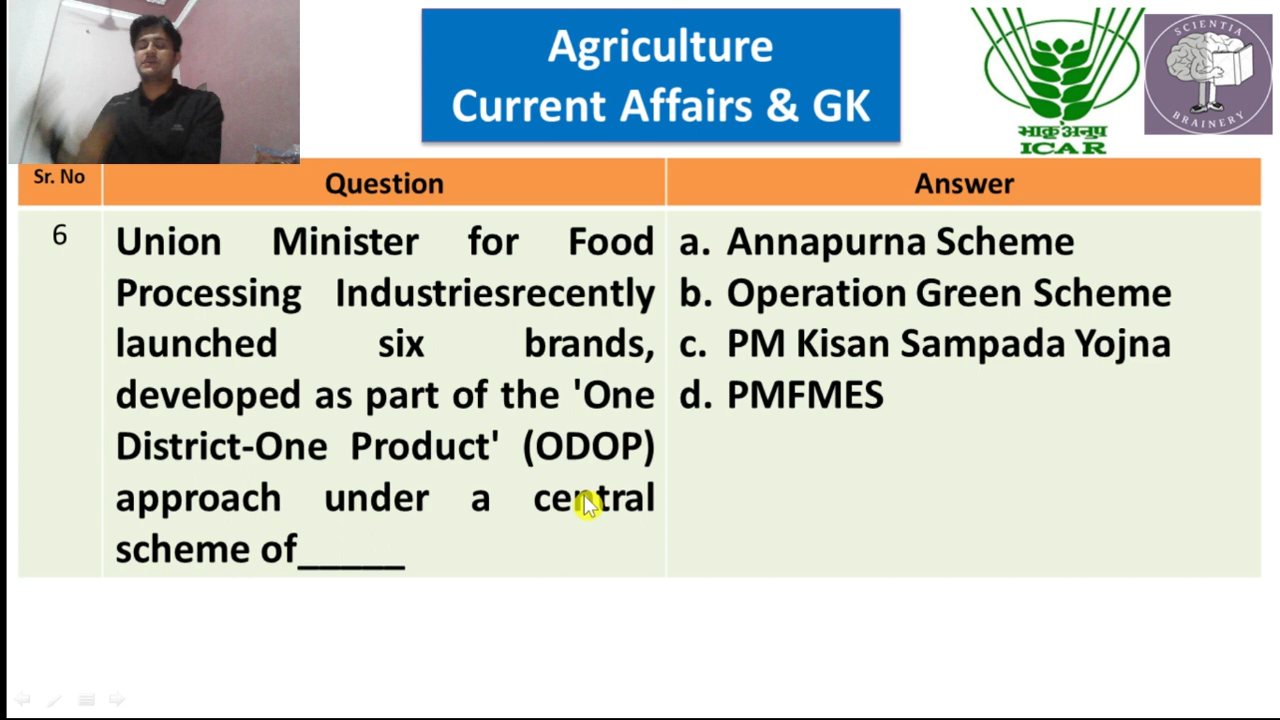 Agriculture
Current Affairs & GK
भाकृअनुप
ICAR
SCIENTIA
BRAINERY
Sr. No
Question
Answer
6
Union Minister for Food
Processing Industriesrecently
launched six brands,
developed as part of the 'One
District-One Product' (ODOP)
approach under a central
scheme of_____
a. Annapurna Scheme
b. Operation Green Scheme
c. PM Kisan Sampada Yojna
d. PMFMES